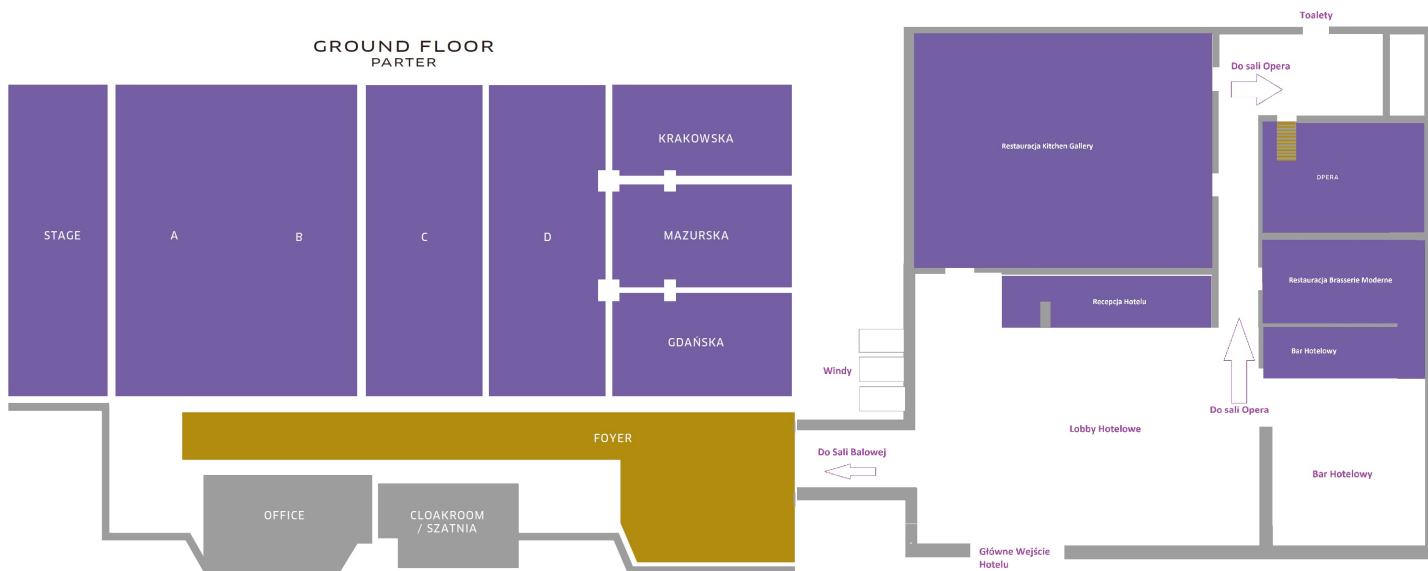 GROUND FLOOR
PARTER
STAGE
A
B
C
D
KRAKOWSKA
MAZURSKA
GDAŃSKA
FOYER
OFFICE
CLOAKROOM
/ SZATNIA
Toalety
Do sali Opera
Restauracja Kitchen Gallery
OPERA
Restauracja Brasserie Moderne
Recepcja Hotelu
Bar Hotelowy
Windy
Do sali Opera
Lobby Hotelowe
Do Sali Balowej
Bar Hotelowy
Główne Wejście
Hotelu